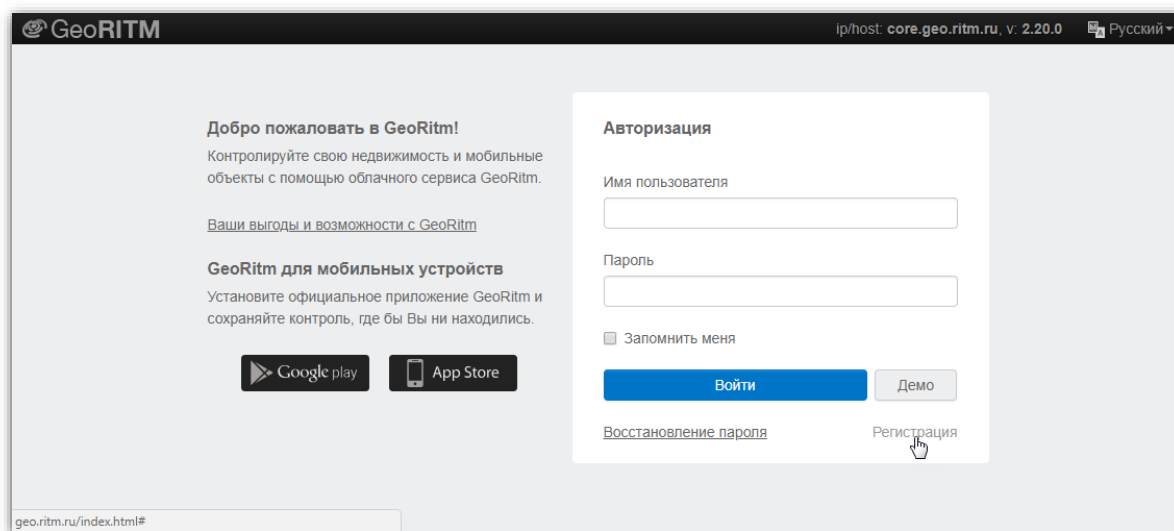 GeoRITM
ip/host: core.geo.ritm.ru, v: 2.20.0
Русский
Добро пожаловать в GeoRitm!
Контролируйте свою недвижимость и мобильные
объекты с помощью облачного сервиса GeoRitm.
Ваши выгоды и возможности с GeoRitm
GeoRitm для мобильных устройств
Установите официальное приложение GeoRitm и
сохраняйте контроль, где бы Вы ни находились.
Google play
App Store
Авторизация
Имя пользователя
Пароль
Запомнить меня
Войти
Демо
Восстановление пароля
Регистрация
geo.ritm.ru/index.html#